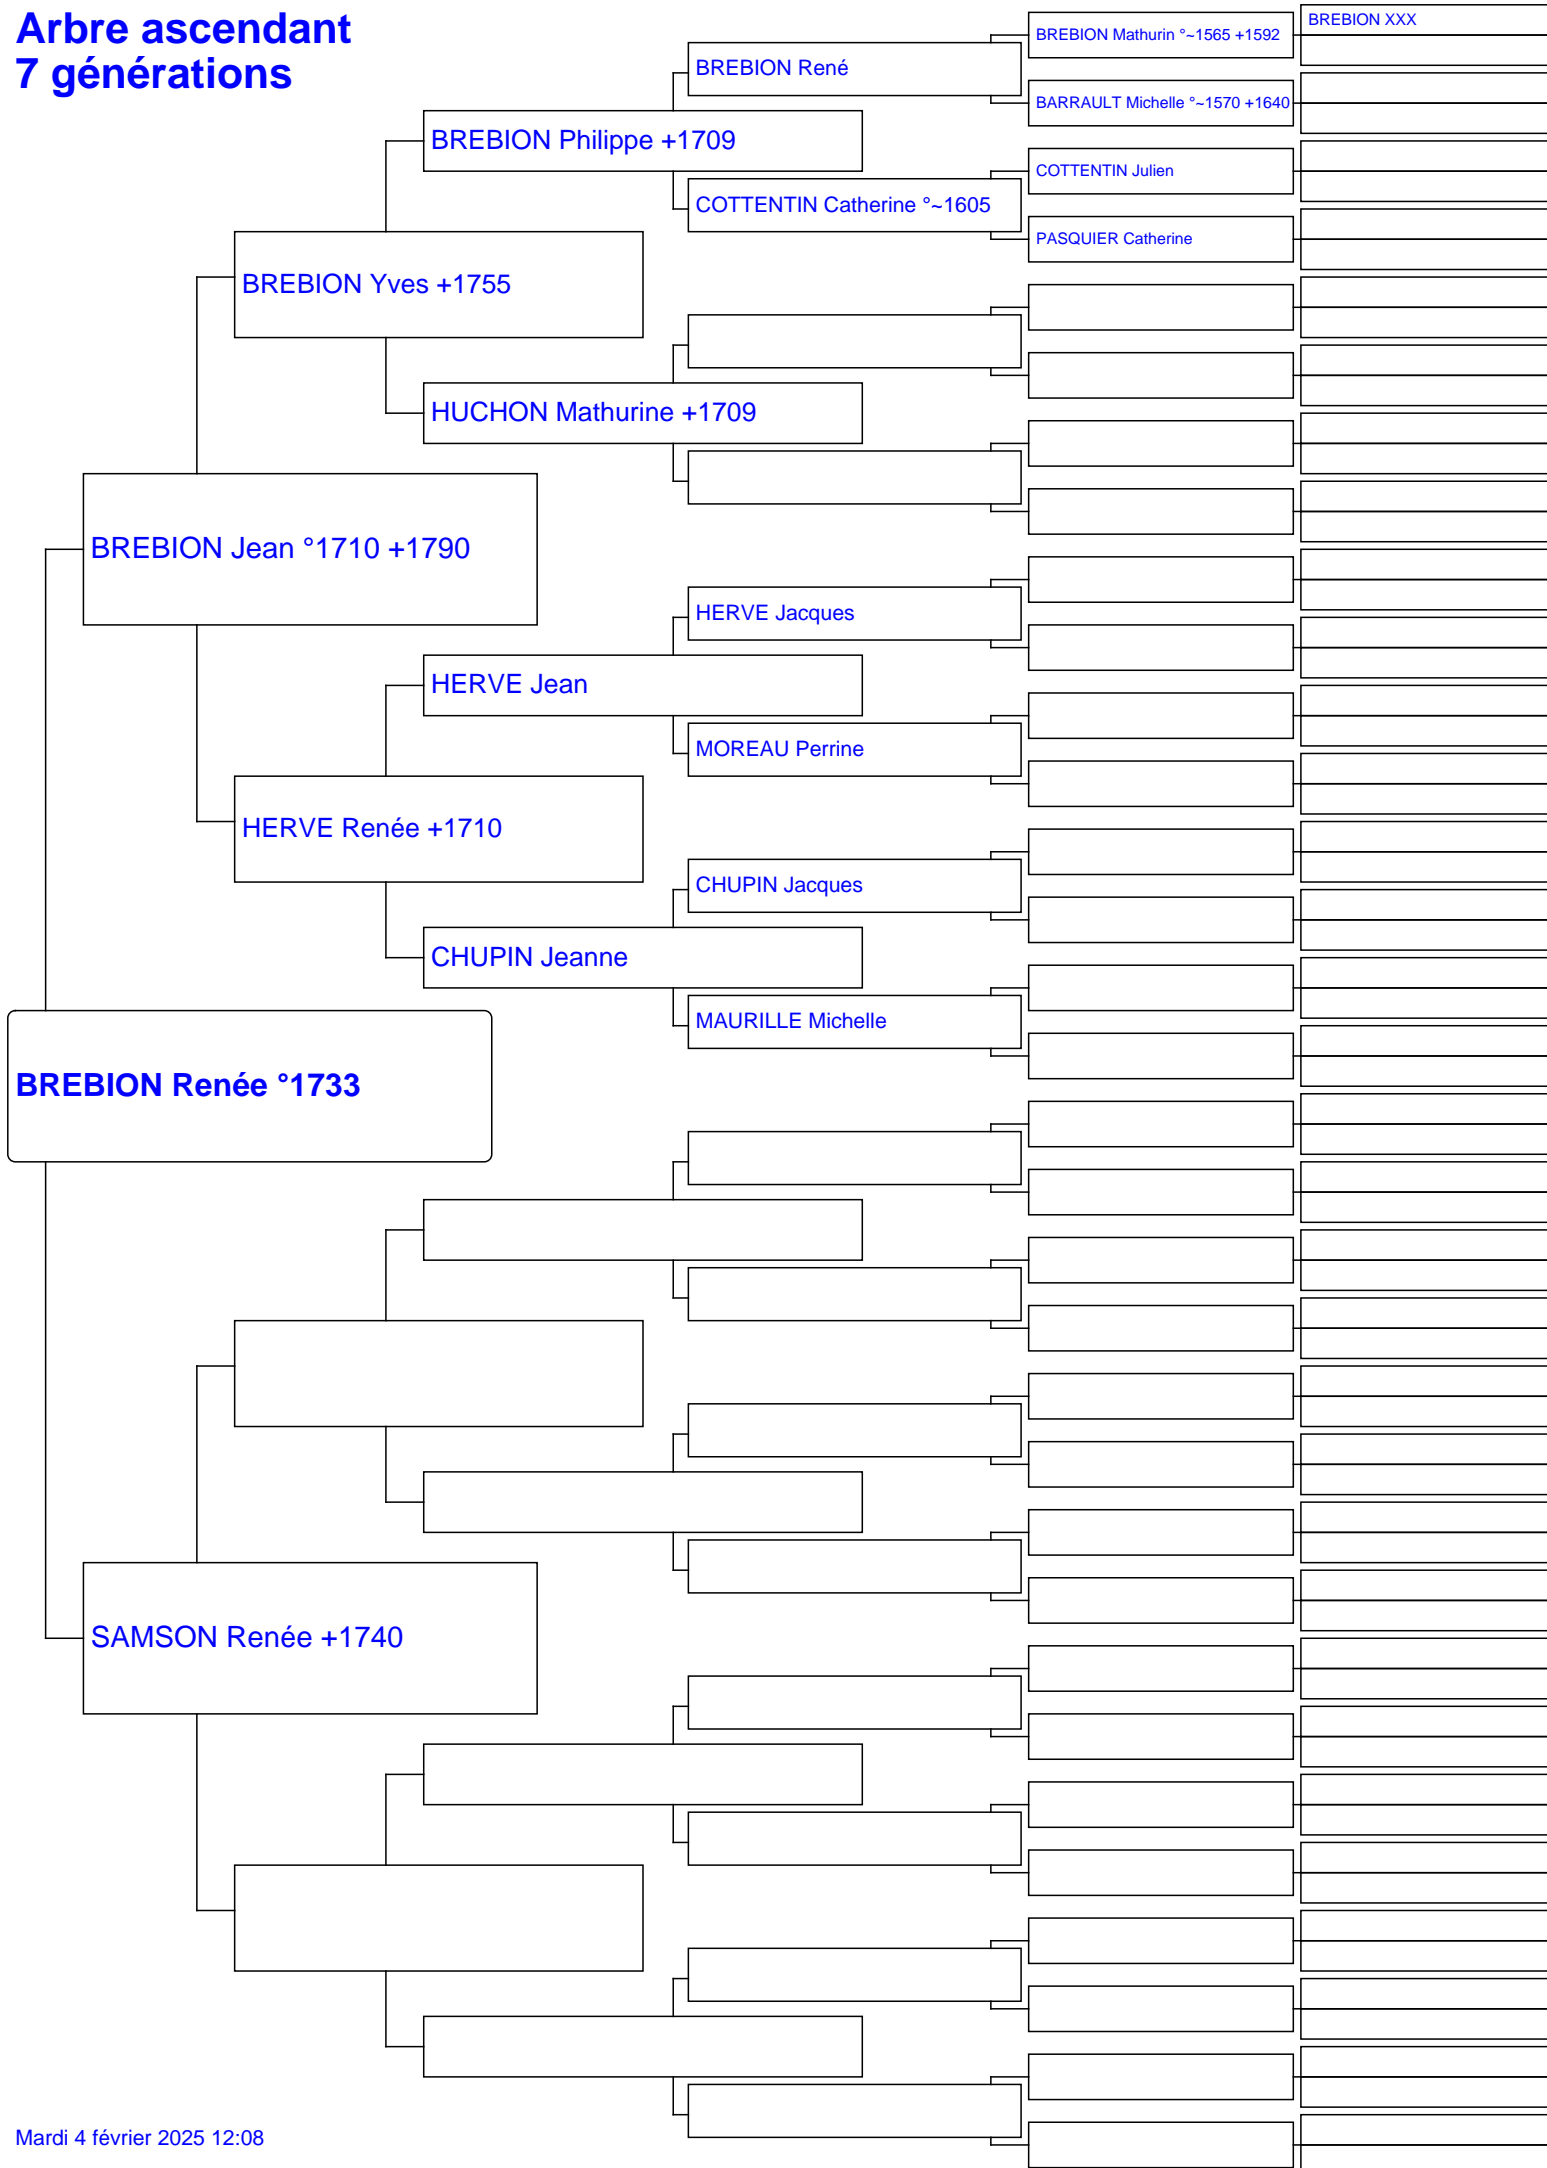 Arbre ascendant
7 générations
BREBION XXX
BREBION Mathurin °~1565 +1592
BREBION René
BARRAULT Michelle °~1570 +1640
BREBION Philippe +1709
COTTENTIN Julien
COTTENTIN Catherine °~1605
PASQUIER Catherine
BREBION Yves +1755
HUCHON Mathurine +1709
BREBION Jean °1710 +1790
HERVE Jacques
HERVE Jean
MOREAU Perrine
HERVE Renée +1710
CHUPIN Jacques
CHUPIN Jeanne
MAURILLE Michelle
BREBION Renée °1733
SAMSON Renée +1740
Mardi 4 février 2025 12:08